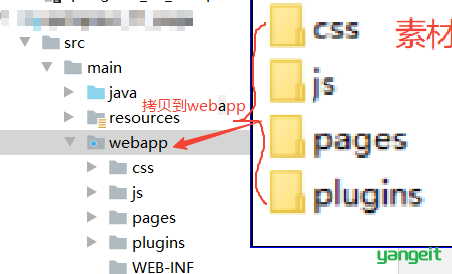 src
main
java
resources
webapp
css
js
pages
plugins
WEB-INF
拷贝到webapp
css
js
pages
plugins
素材
yangeit